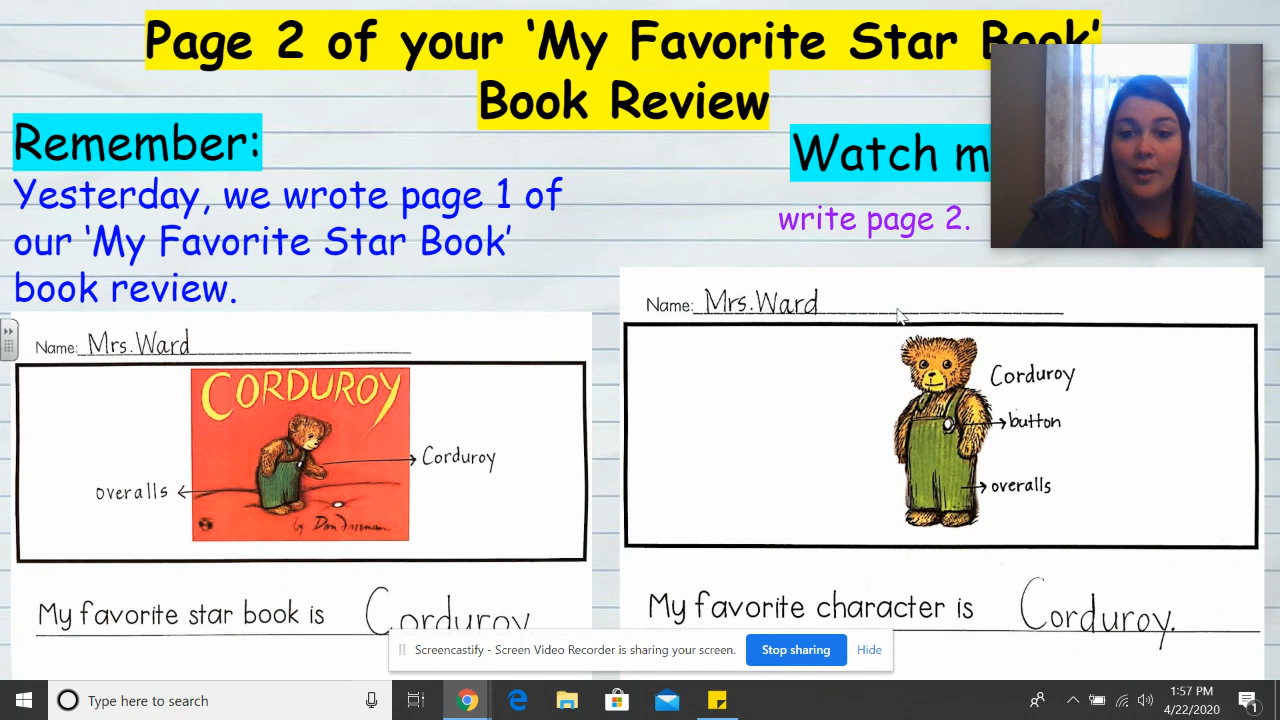 Page 2 of your ‘My Favorite Star Book’
Book Review
Remember:
Yesterday, we wrote page 1 of
our ‘My Favorite Star Book’
book review.
Watch m
write page 2.
Name: Mrs. Ward
CORDUROY
Corduroy
overalls
by Don Freeman
My favorite star book is Corduroy
Name: Mrs. Ward
Corduroy
button
overalls
My favorite character is Corduroy.
Screencastify - Screen Video Recorder is sharing your screen.
Stop sharing
Hide
Type here to search
1:57 PM
4/22/2020
1